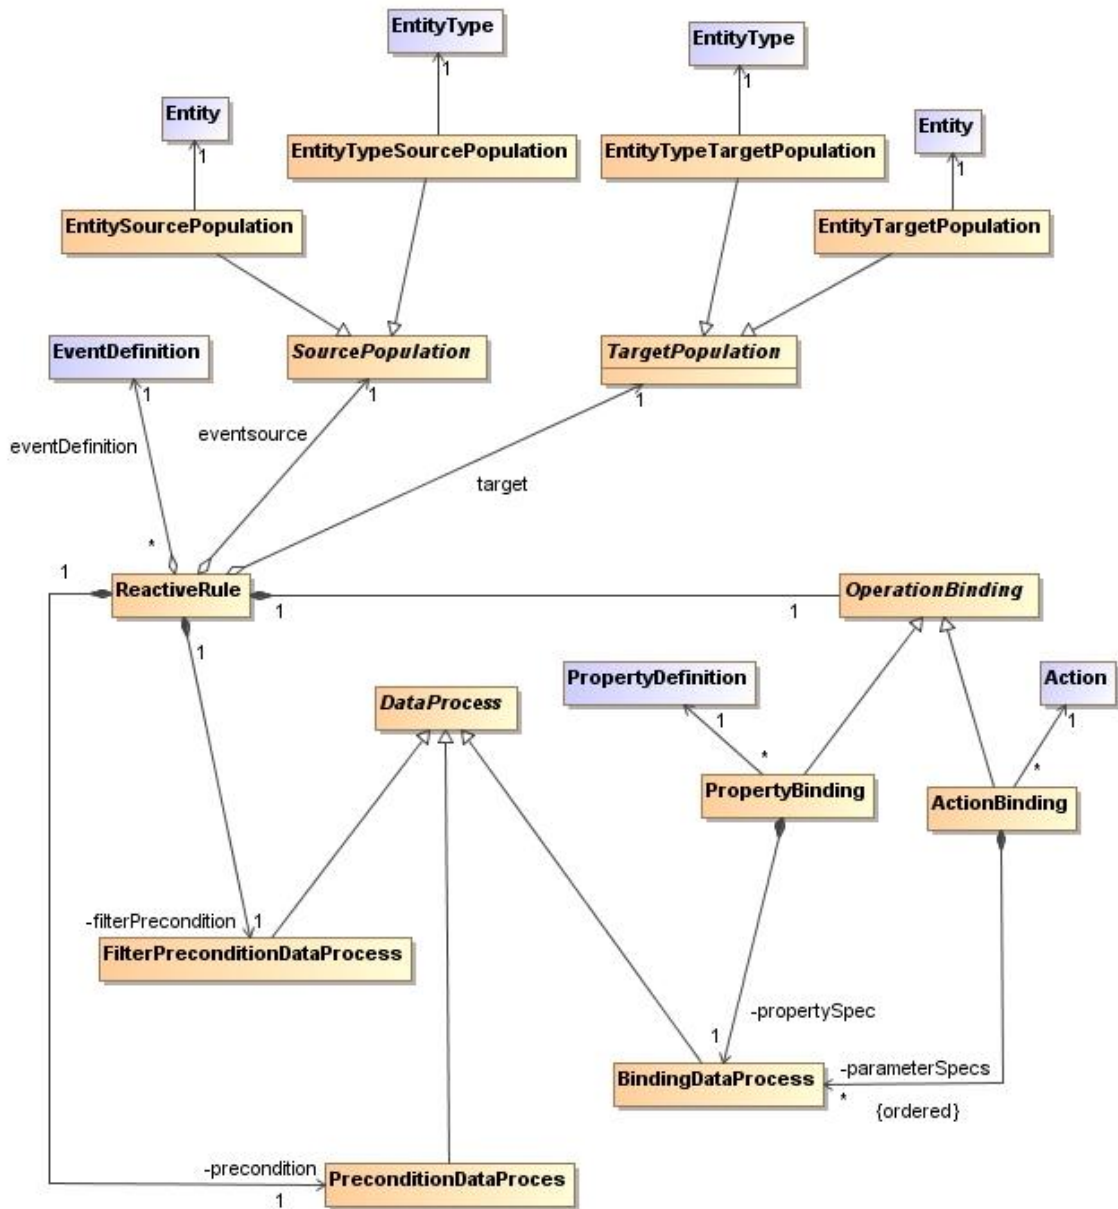 EntityType
EntityType
1
1
Entity
Entity
1
1
EntityTypeSourcePopulation
EntityTypeTargetPopulation
EntitySourcePopulation
EntityTargetPopulation
EventDefinition
SourcePopulation
TargetPopulation
1
1
1
eventDefinition
eventsource
target
*
1
ReactiveRule
OperationBinding
1
1
1
PropertyDefinition
Action
DataProcess
1
1
*
*
PropertyBinding
ActionBinding
-filterPrecondition
1
FilterPreconditionDataProcess
-propertySpec
1
BindingDataProcess
-parameterSpecs
*
{ordered}
-precondition
1
PreconditionDataProces